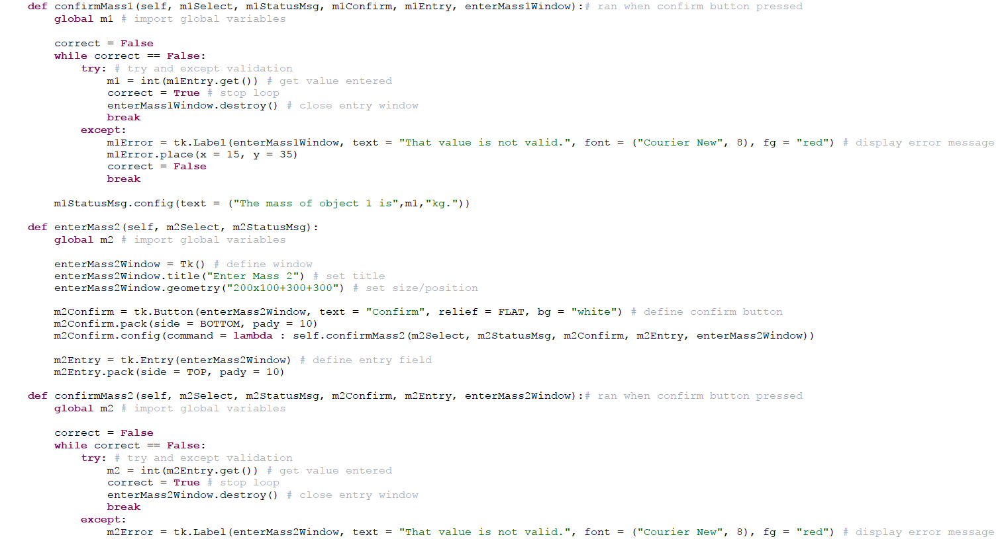 def confirmMass1(self, m1Select, m1StatusMsg, m1Confirm, m1Entry, enterMass1Window):# ran when confirm button pressed
    global m1 # import global variables

    correct = False
    while correct == False:
        try: # try and except validation
            m1 = int(m1Entry.get()) # get value entered
            correct = True # stop loop
            enterMass1Window.destroy() # close entry window
            break
        except:
            m1Error = tk.Label(enterMass1Window, text = "That value is not valid.", font = ("Courier New", 8), fg = "red") # display error message
            m1Error.place(x = 15, y = 35)
            correct = False
            break

    m1StatusMsg.config(text = ("The mass of object 1 is",m1,"kg."))

def enterMass2(self, m2Select, m2StatusMsg):
    global m2 # import global variables

    enterMass2Window = Tk() # define window
    enterMass2Window.title("Enter Mass 2") # set title
    enterMass2Window.geometry("200x100+300+300") # set size/position

    m2Confirm = tk.Button(enterMass2Window, text = "Confirm", relief = FLAT, bg = "white") # define confirm button
    m2Confirm.pack(side = BOTTOM, pady = 10)
    m2Confirm.config(command = lambda : self.confirmMass2(m2Select, m2StatusMsg, m2Confirm, m2Entry, enterMass2Window))

    m2Entry = tk.Entry(enterMass2Window) # define entry field
    m2Entry.pack(side = TOP, pady = 10)

def confirmMass2(self, m2Select, m2StatusMsg, m2Confirm, m2Entry, enterMass2Window):# ran when confirm button pressed
    global m2 # import global variables

    correct = False
    while correct == False:
        try: # try and except validation
            m2 = int(m2Entry.get()) # get value entered
            correct = True # stop loop
            enterMass2Window.destroy() # close entry window
            break
        except:
            m2Error = tk.Label(enterMass2Window, text = "That value is not valid.", font = ("Courier New", 8), fg = "red") # display error message